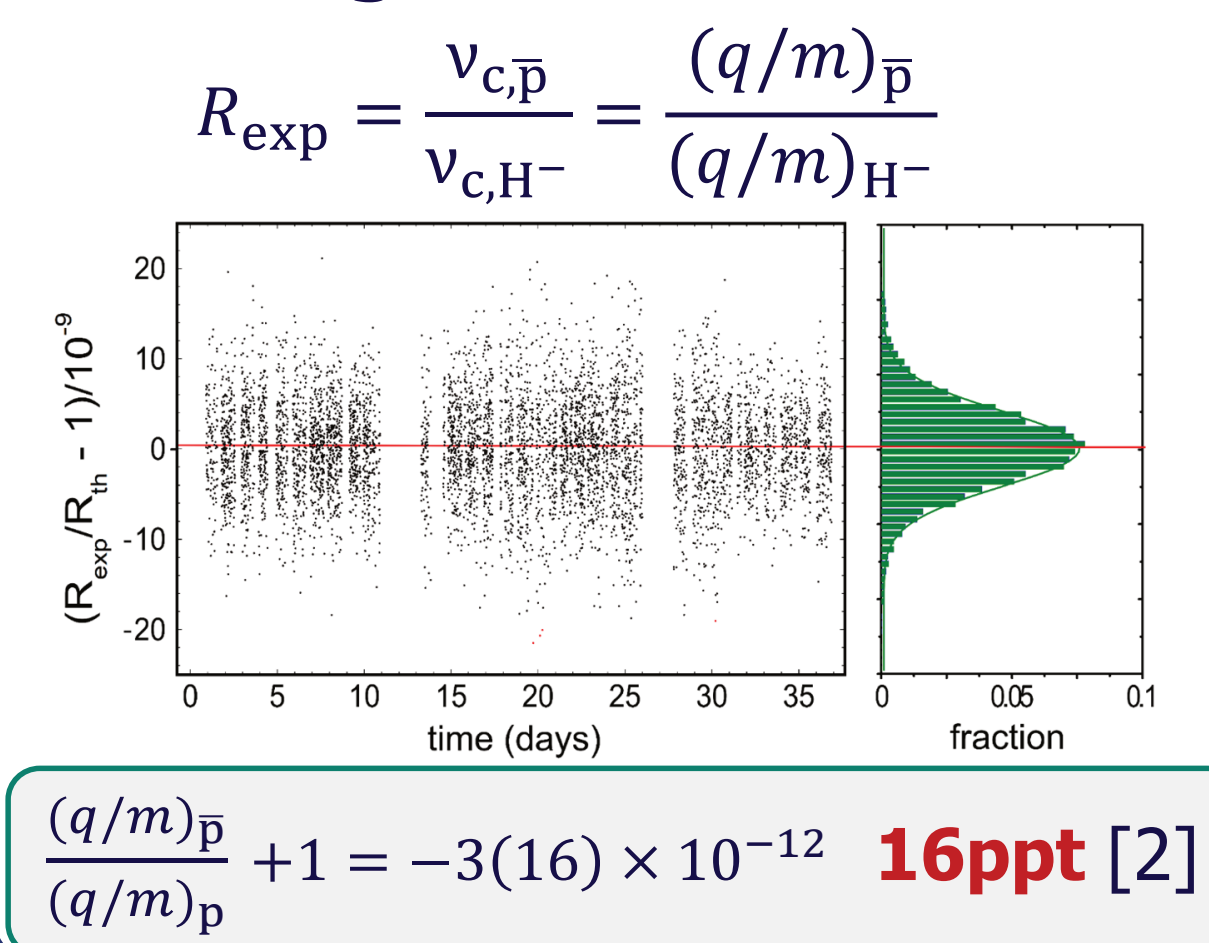 R_exp = ν_c,p̅ / ν_c,H⁻ = (q/m)_p̅ / (q/m)_H⁻
(R_exp/R_th - 1)/10⁻⁹
20
10
0
-10
-20
0 5 10 15 20 25 30 35
time (days)
0 0.05 0.1
fraction
(q/m)_p̅ / (q/m)_p +1 = −3(16) × 10⁻¹² 16ppt [2]